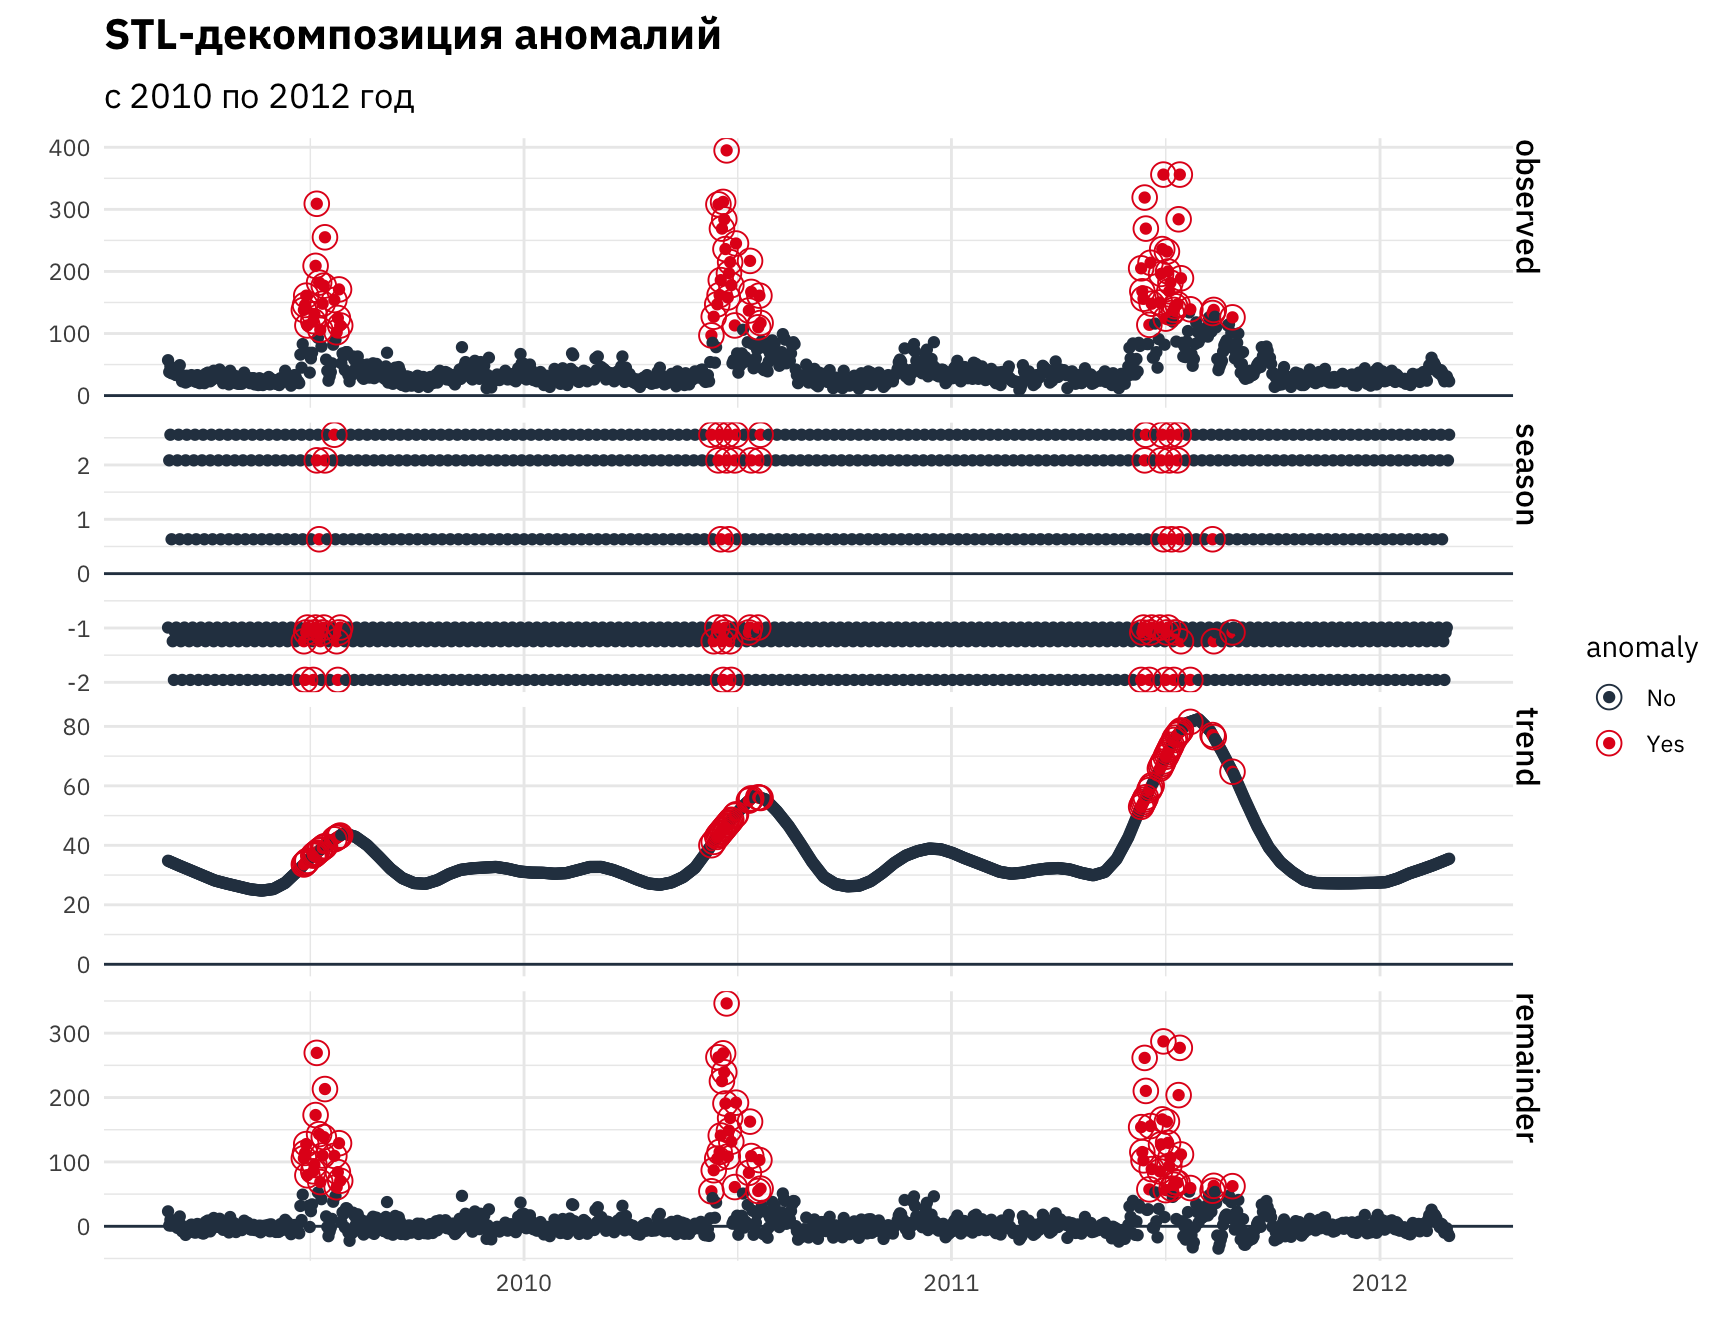 STL-декомпозиция аномалий
с 2010 по 2012 год
observed
400
300
200
100
0
season
2
1
0
-1
-2
trend
80
60
40
20
0
remainder
300
200
100
0
2010 2011 2012
anomaly
No
Yes